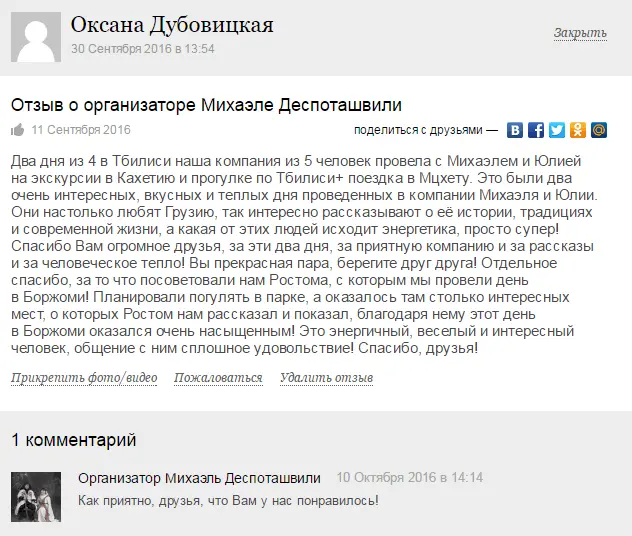 Оксана Дубовицкая
30 Сентября 2016 в 13:54
Закрыть
Отзыв о организаторе Михаэле Деспоташвили
11 Сентября 2016
поделиться с друзьями —
Два дня из 4 в Тбилиси наша компания из 5 человек провела с Михаэлем и Юлией
на экскурсии в Кахетию и прогулке по Тбилиси+ поездка в Мцхету. Это были два
очень интересных, вкусных и теплых дня проведенных в компании Михаэля и Юлии.
Они настолько любят Грузию, так интересно рассказывают о её истории, традициях
и современной жизни, а какая от этих людей исходит энергетика, просто супер!
Спасибо Вам огромное друзья, за эти два дня, за приятную компанию и за рассказы
и за человеческое тепло! Вы прекрасная пара, берегите друг друга! Отдельное
спасибо, за то что посоветовали нам Ростома, с которым мы провели день
в Боржоми! Планировали погулять в парке, а оказалось там столько интересных
мест, о которых Ростом нам рассказал и показал, благодаря нему этот день
в Боржоми оказался очень насыщенным! Это энергичный, веселый и интересный
человек, общение с ним сплошное удовольствие! Спасибо, друзья!
Прикрепить фото/видео Пожаловаться Удалить отзыв
1 комментарий
Организатор Михаэль Деспоташвили 10 Октября 2016 в 14:14
Как приятно, друзья, что Вам у нас понравилось!